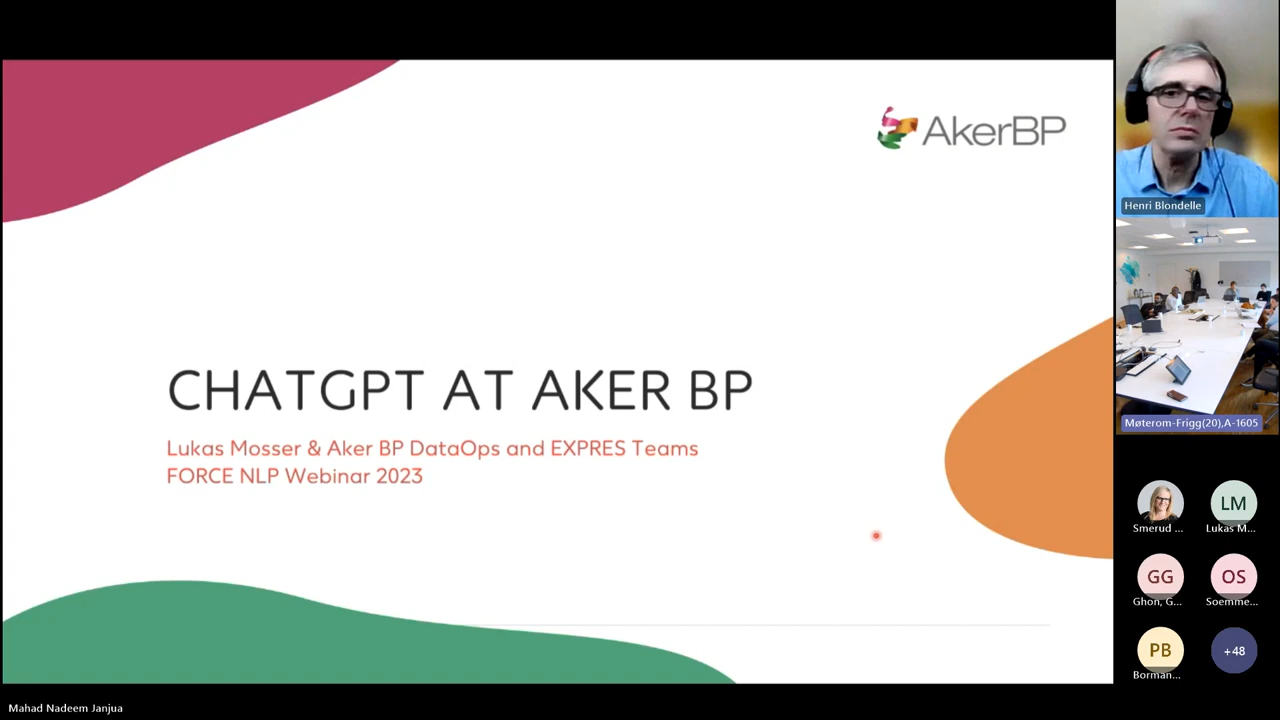 AkerBP
CHATGPT AT AKER BP
Lukas Mosser & Aker BP DataOps and EXPRES Teams
FORCE NLP Webinar 2023
Henri Blondelle
Møterom-Frigg(20),A-1605
Smerud ...
LM
Lukas M...
GG
Ghon, G...
OS
Soemme...
PB
Borman...
+48
Mahad Nadeem Janjua